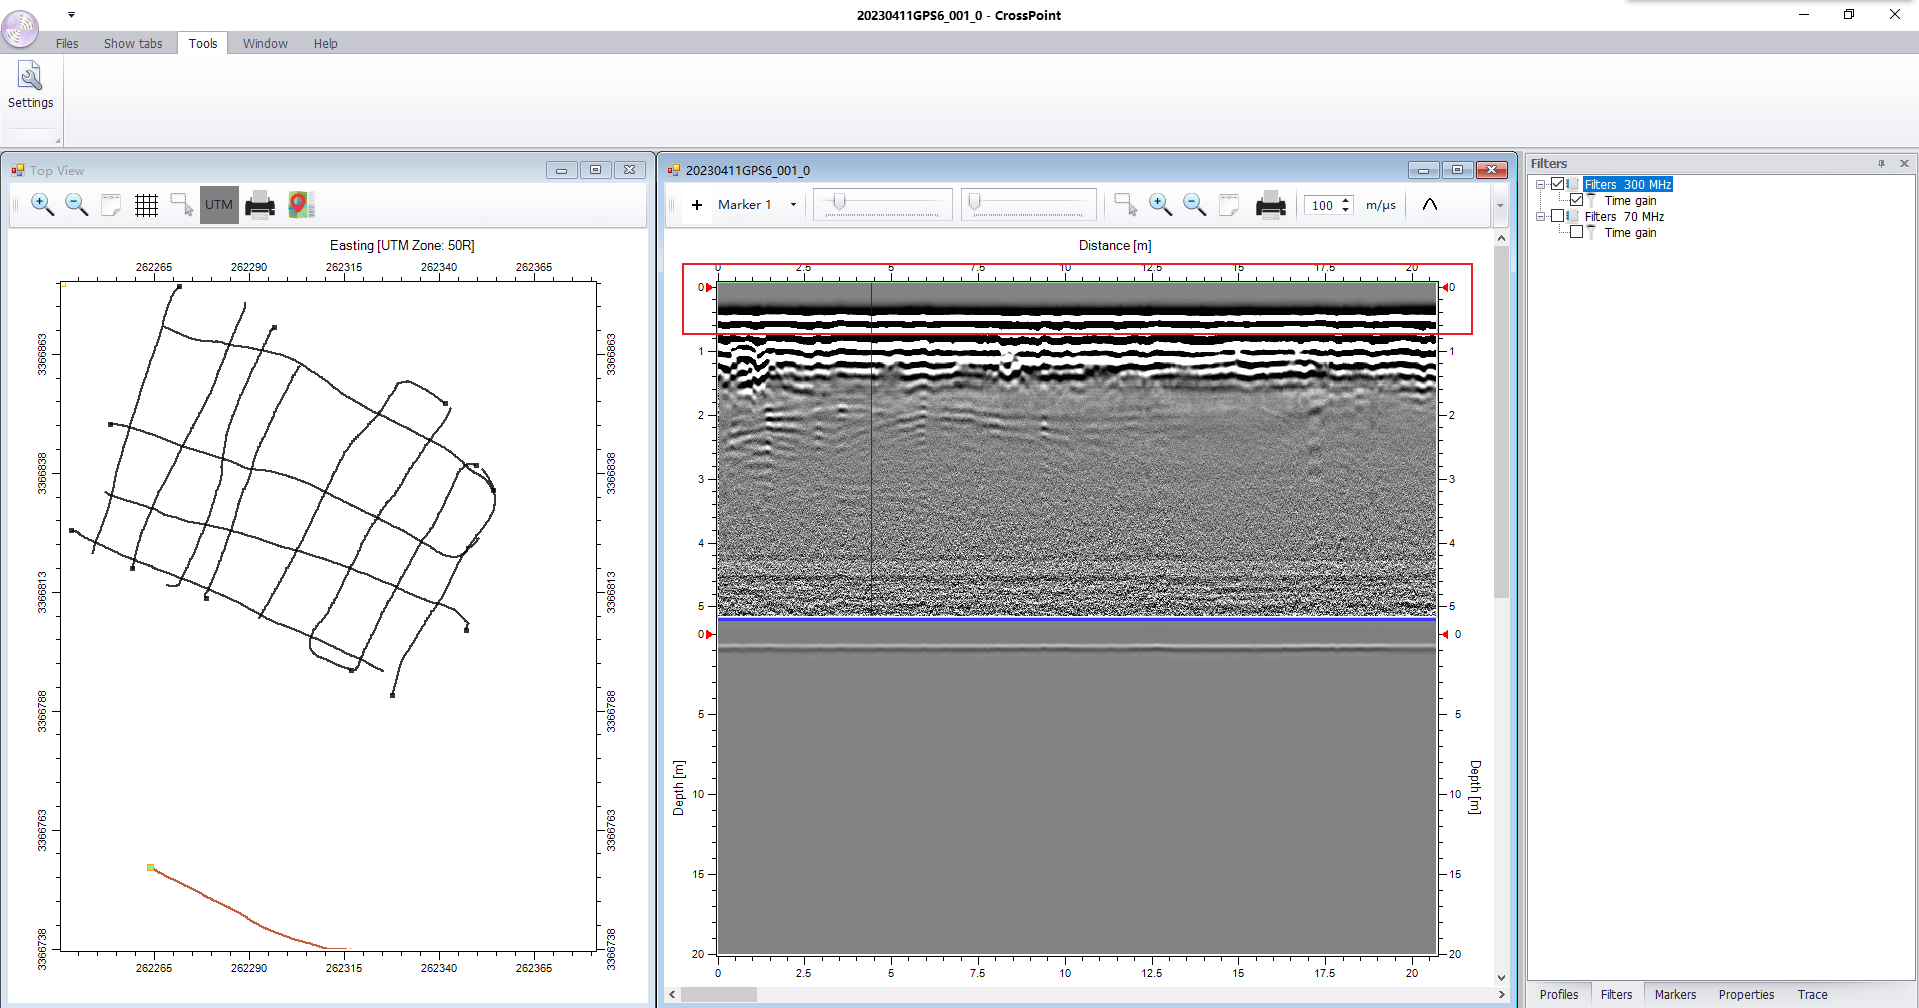 20230411GPS6_001_0 - CrossPoint
Files Show tabs Tools Window Help
Settings
Top View
UTM
Easting [UTM Zone: 50R]
262265 262290 262315 262340 262365
3366863 3366863
3366838 3366838
3366813 3366813
3366788 3366788
3366763 3366763
3366738 3366738
262265 262290 262315 262340 262365
20230411GPS6_001_0
+ Marker 1 100 m/µs
Distance [m]
0 2.5 5 7.5 10 12.5 15 17.5 20
0 0
1 1
2 2
3 3
4 4
5 5
0 0
5 5
Depth [m] Depth [m]
10 10
15 15
20 20
0 2.5 5 7.5 10 12.5 15 17.5 20
Filters
Filters 300 MHz
Time gain
Filters 70 MHz
Time gain
Profiles Filters Markers Properties Trace